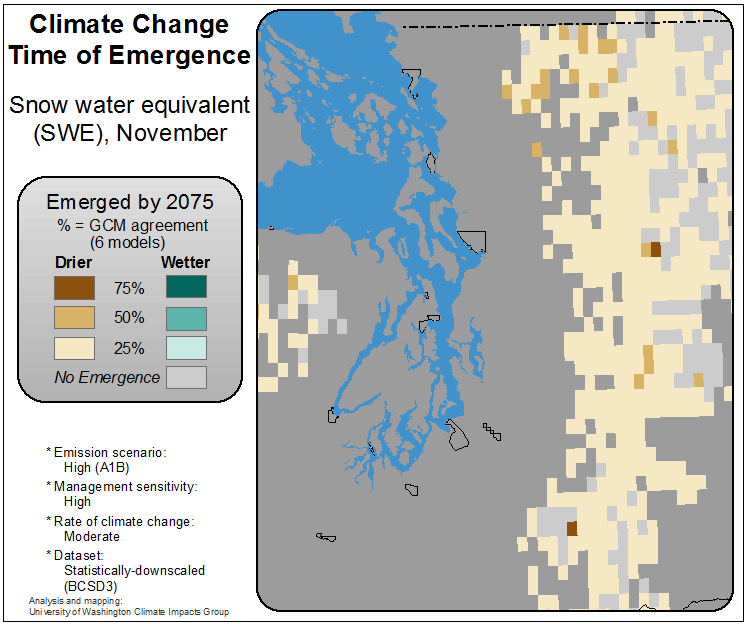 Climate Change
Time of Emergence
Snow water equivalent
(SWE), November
Emerged by 2075
% = GCM agreement
(6 models)
Drier Wetter
75%
50%
25%
No Emergence
* Emission scenario:
High (A1B)
* Management sensitivity:
High
* Rate of climate change:
Moderate
* Dataset:
Statistically-downscaled
(BCSD3)
Analysis and mapping:
University of Washington Climate Impacts Group